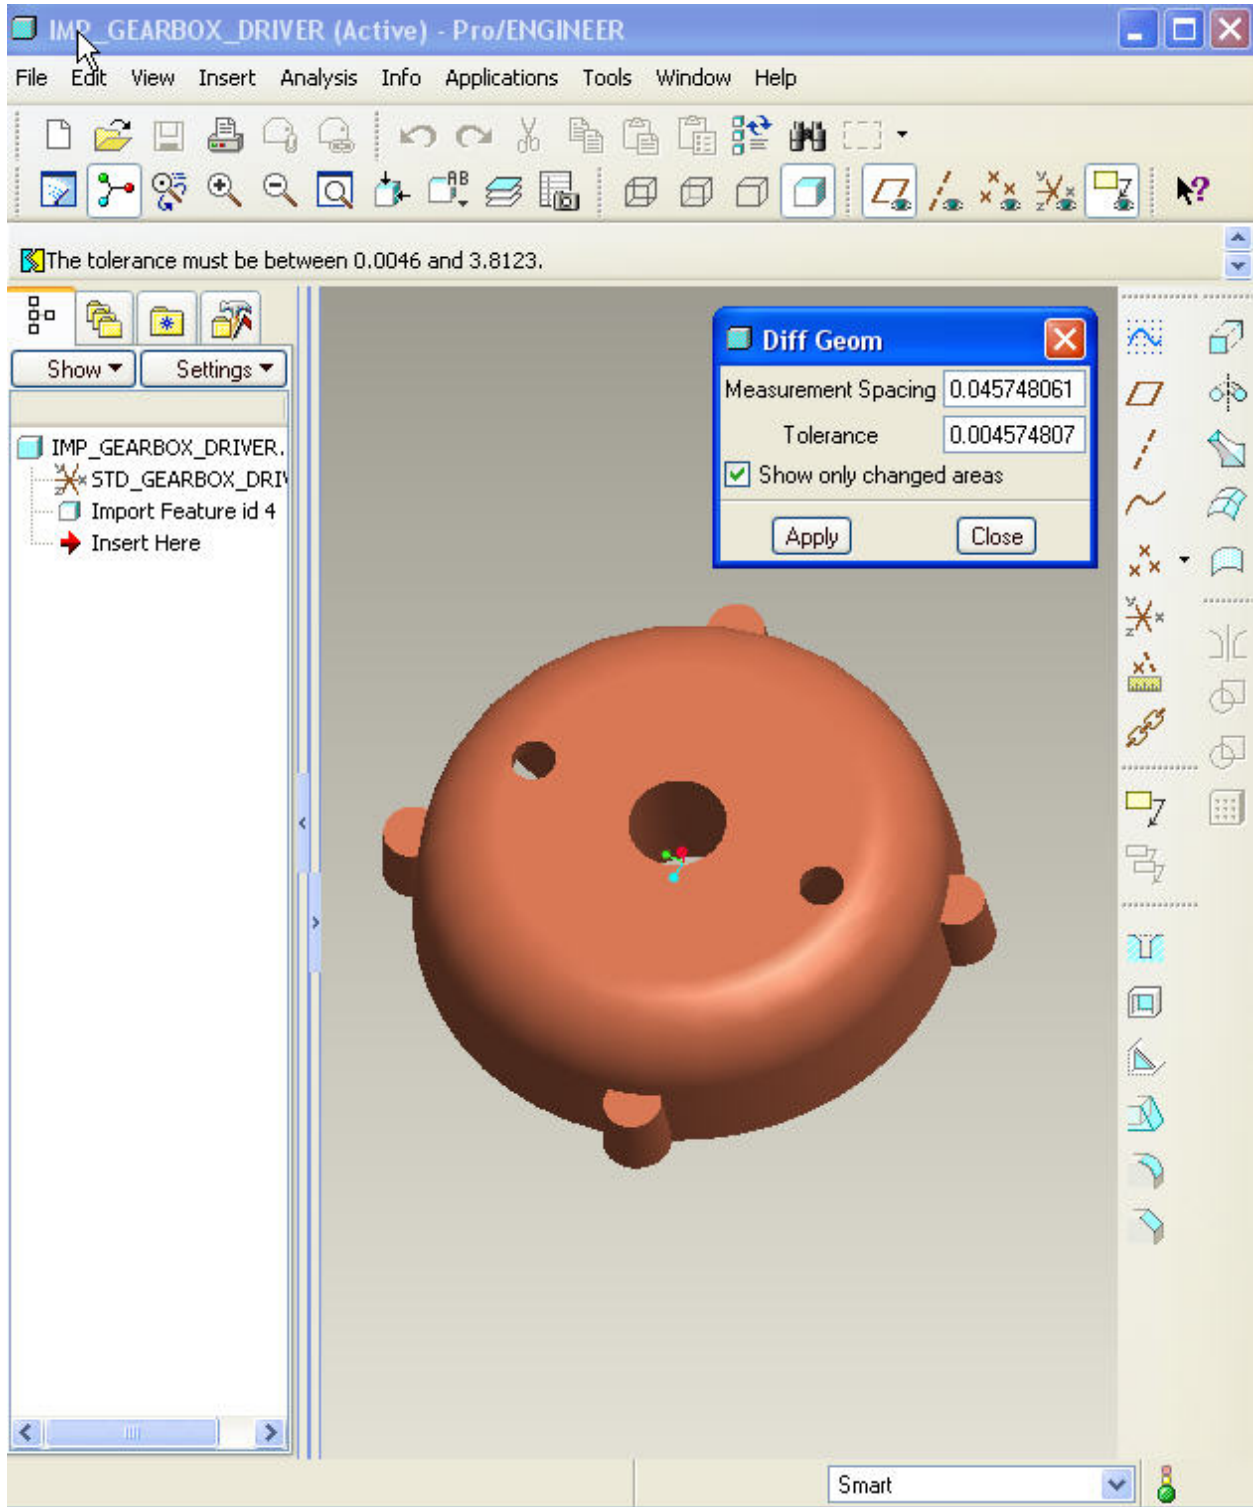 IMP_GEARBOX_DRIVER (Active) - Pro/ENGINEER
File Edit View Insert Analysis Info Applications Tools Window Help
AB
?
The tolerance must be between 0.0046 and 3.8123.
Show Settings
IMP_GEARBOX_DRIVER.
STD_GEARBOX_DRIV
Import Feature id 4
Insert Here
Diff Geom
Measurement Spacing 0.045748061
Tolerance 0.004574807
Show only changed areas
Apply Close
Smart